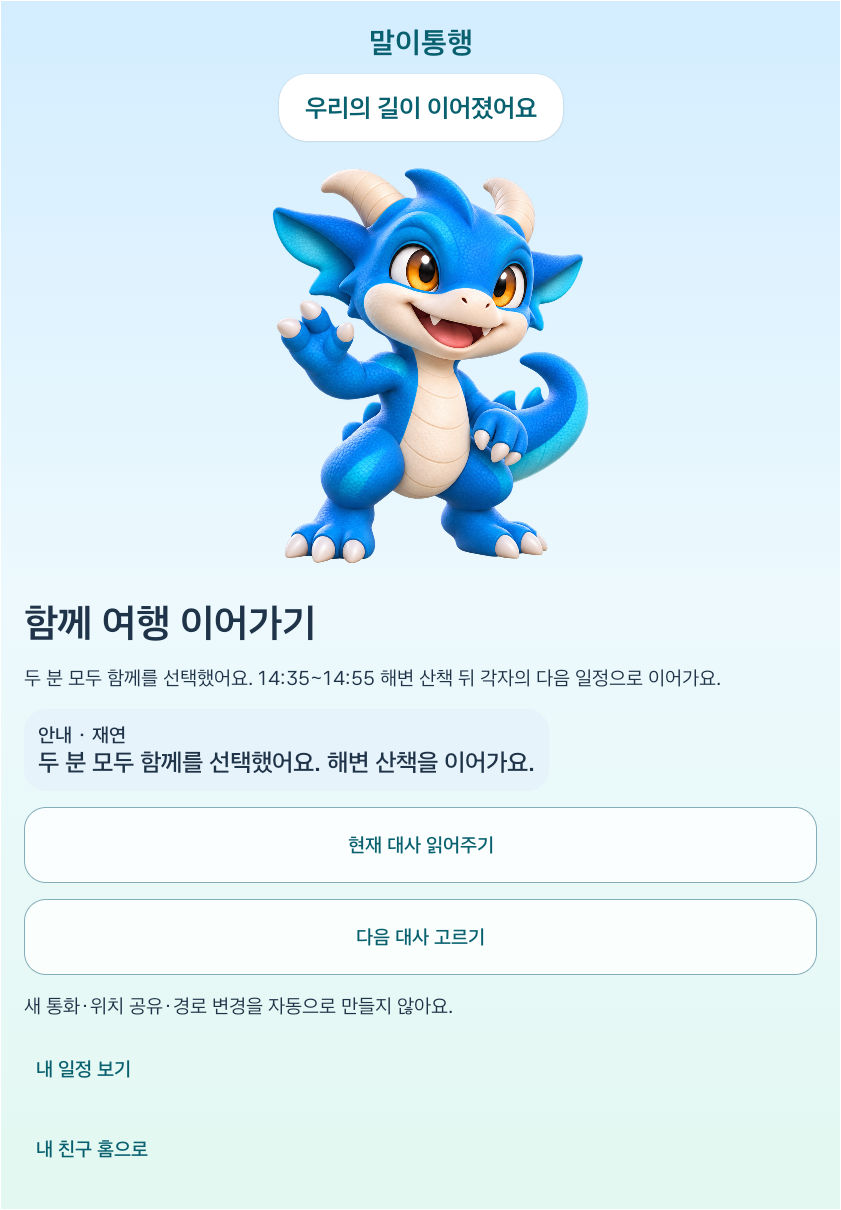 말이통행
우리의 길이 이어졌어요
함께 여행 이어가기
두 분 모두 함께를 선택했어요. 14:35~14:55 해변 산책 뒤 각자의 다음 일정으로 이어가요.
안내 · 재연
두 분 모두 함께를 선택했어요. 해변 산책을 이어가요.
현재 대사 읽어주기
다음 대사 고르기
새 통화·위치 공유·경로 변경을 자동으로 만들지 않아요.
내 일정 보기
내 친구 홈으로